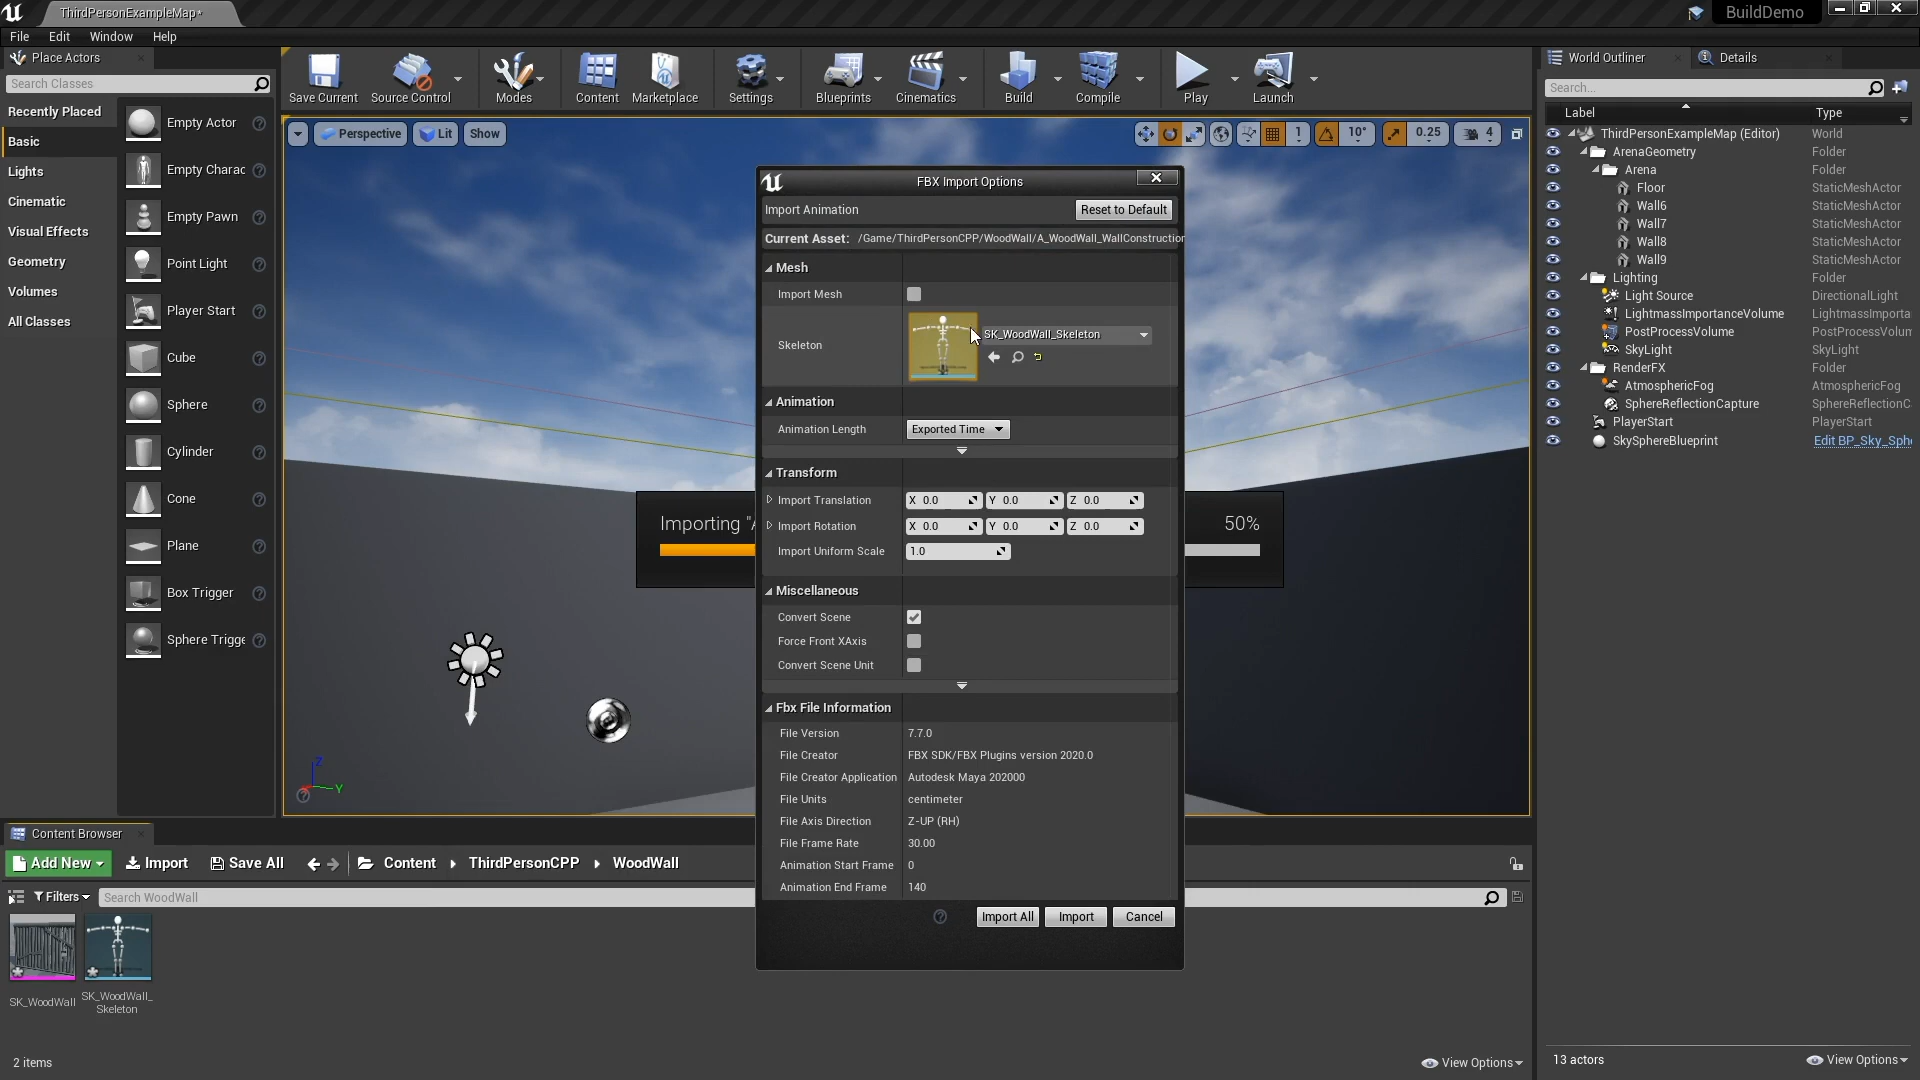 ThirdPersonExampleMap*
BuildDemo
File Edit Window Help
Place Actors
Search Classes
Recently Placed
Basic
Lights
Cinematic
Visual Effects
Geometry
Volumes
All Classes
Empty Actor
Empty Charac
Empty Pawn
Point Light
Player Start
Cube
Sphere
Cylinder
Cone
Plane
Box Trigger
Sphere Trigge
Save Current
Source Control
Modes
Content
Marketplace
Settings
Blueprints
Cinematics
Build
Compile
Play
Launch
Perspective
Lit
Show
1
10°
0.25
4
Importing "A
50%
Z
Y
FBX Import Options
Import Animation
Reset to Default
Current Asset: /Game/ThirdPersonCPP/WoodWall/A_WoodWall_WallConstruction
Mesh
Import Mesh
Skeleton
SK_WoodWall_Skeleton
Animation
Animation Length Exported Time
Transform
Import Translation X 0.0 Y 0.0 Z 0.0
Import Rotation X 0.0 Y 0.0 Z 0.0
Import Uniform Scale 1.0
Miscellaneous
Convert Scene
Force Front XAxis
Convert Scene Unit
Fbx File Information
File Version 7.7.0
File Creator FBX SDK/FBX Plugins version 2020.0
File Creator Application Autodesk Maya 202000
File Units centimeter
File Axis Direction Z-UP (RH)
File Frame Rate 30.00
Animation Start Frame 0
Animation End Frame 140
Import All
Import
Cancel
World Outliner
Details
Search...
Label Type
ThirdPersonExampleMap (Editor) World
ArenaGeometry Folder
Arena Folder
Floor StaticMeshActor
Wall6 StaticMeshActor
Wall7 StaticMeshActor
Wall8 StaticMeshActor
Wall9 StaticMeshActor
Lighting Folder
Light Source DirectionalLight
LightmassImportanceVolume LightmassImporta
PostProcessVolume PostProcessVolum
SkyLight SkyLight
RenderFX Folder
AtmosphericFog AtmosphericFog
SphereReflectionCapture SphereReflectionC
PlayerStart PlayerStart
SkySphereBlueprint Edit BP_Sky_Sphe
13 actors
View Options
Content Browser
Add New
Import
Save All
Content
ThirdPersonCPP
WoodWall
Filters
Search WoodWall
SK_WoodWall
SK_WoodWall_
Skeleton
2 items
View Options